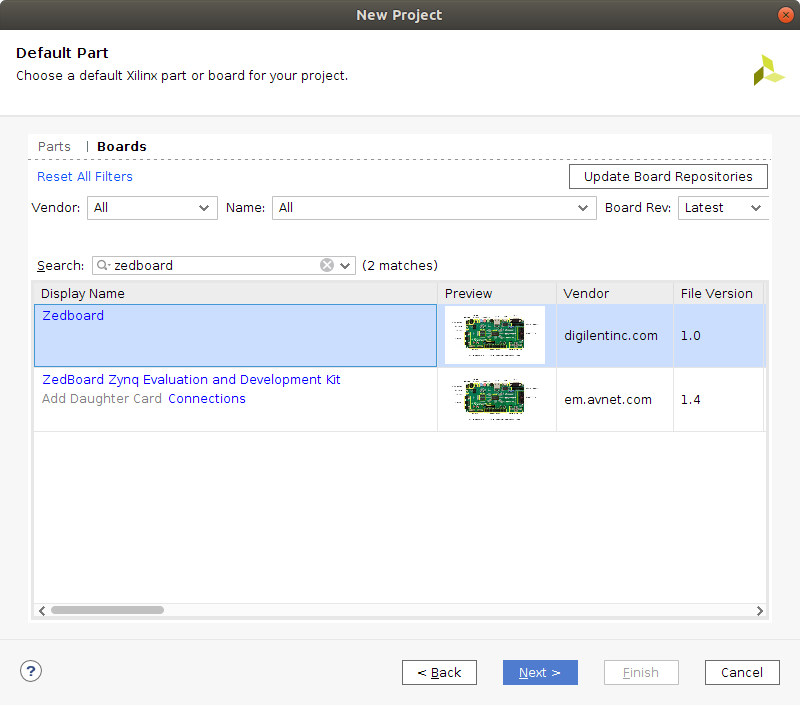 New Project
Default Part
Choose a default Xilinx part or board for your project.
Parts | Boards
Reset All Filters
Update Board Repositories
Vendor: All Name: All Board Rev: Latest
Search: zedboard (2 matches)
Display Name Preview Vendor File Version
Zedboard
digilentinc.com 1.0
ZedBoard Zynq Evaluation and Development Kit
Add Daughter Card Connections
em.avnet.com 1.4
? < Back Next > Finish Cancel